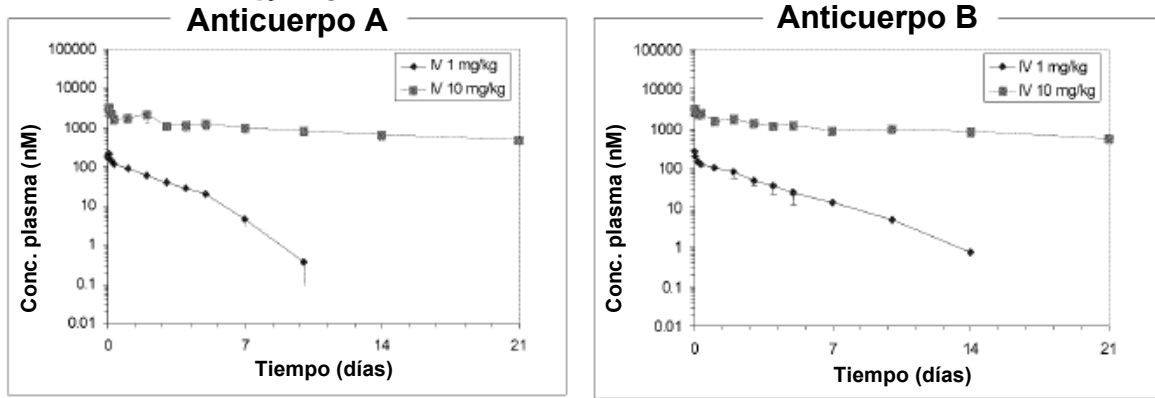 Anticuerpo A
IV 1 mg/kg
IV 10 mg/kg
Conc. plasma (nM)
100000
10000
1000
100
10
1
0.1
0.01
0
7
14
21
Tiempo (días)
Anticuerpo B
IV 1 mg/kg
IV 10 mg/kg
Conc. plasma (nM)
100000
10000
1000
100
10
1
0.1
0.01
0
7
14
21
Tiempo (días)